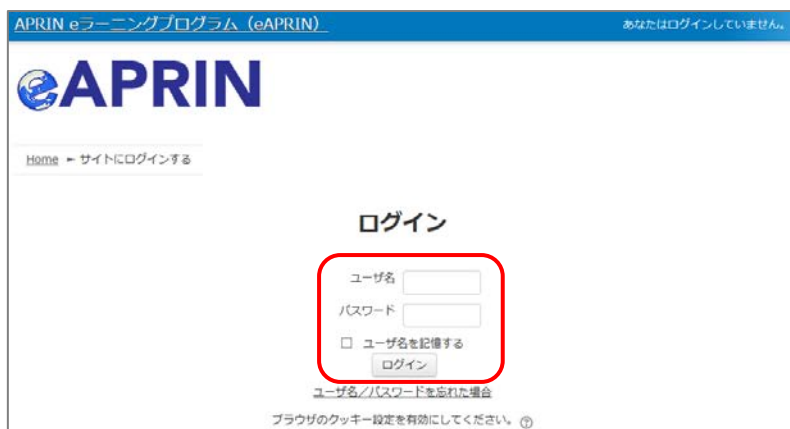 APRIN eラーニングプログラム（eAPRIN）
あなたはログインしていません。
eAPRIN
Home ► サイトにログインする
ログイン
ユーザ名
パスワード
□ ユーザ名を記憶する
ログイン
ユーザ名／パスワードを忘れた場合
ブラウザのクッキー設定を有効にしてください。 ?